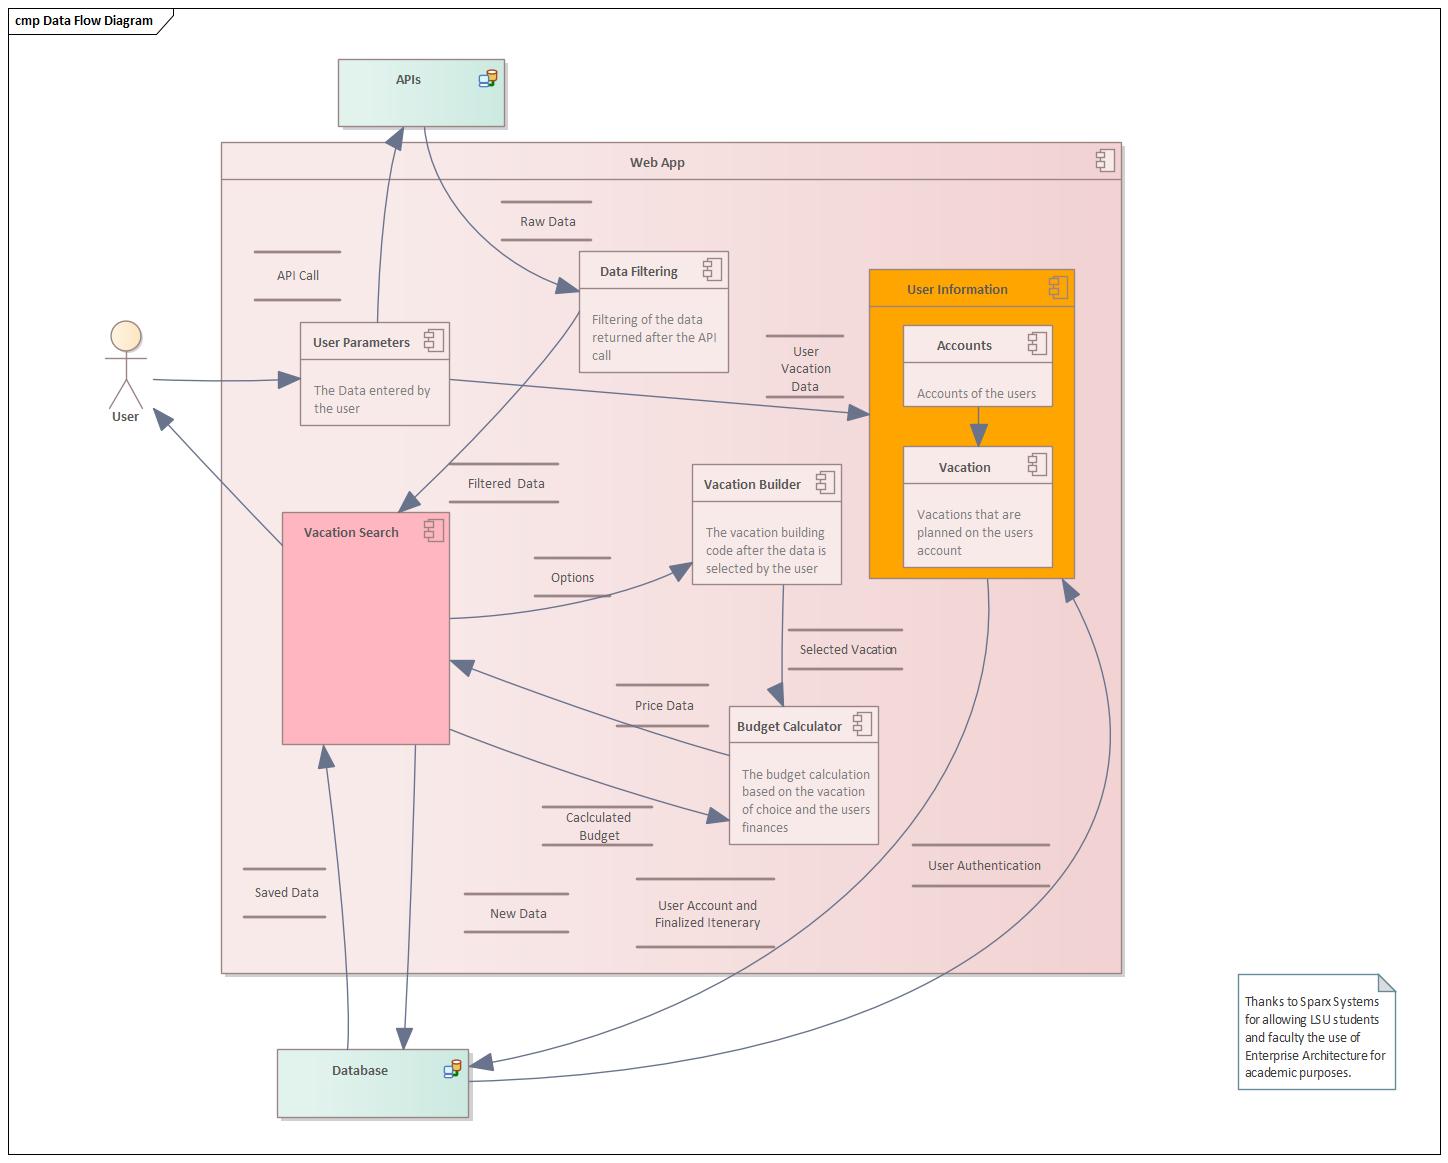 cmp Data Flow Diagram
APIs
Web App
Raw Data
API Call
Data Filtering
Filtering of the data
returned after the API
call
User Information
User Parameters
The Data entered by
the user
User
Vacation
Data
Accounts
Accounts of the users
User
Vacation
Vacations that are
planned on the users
account
Filtered  Data
Vacation Builder
The vacation building
code after the data is
selected by the user
Vacation Search
Options
Selected Vacation
Price Data
Budget Calculator
The budget calculation
based on the vacation
of choice and the users
finances
Caclculated
Budget
User Authentication
Saved Data
New Data
User Account and
Finalized Itenerary
Database
Thanks to Sparx Systems
for allowing LSU students
and faculty the use of
Enterprise Architecture for
academic purposes.